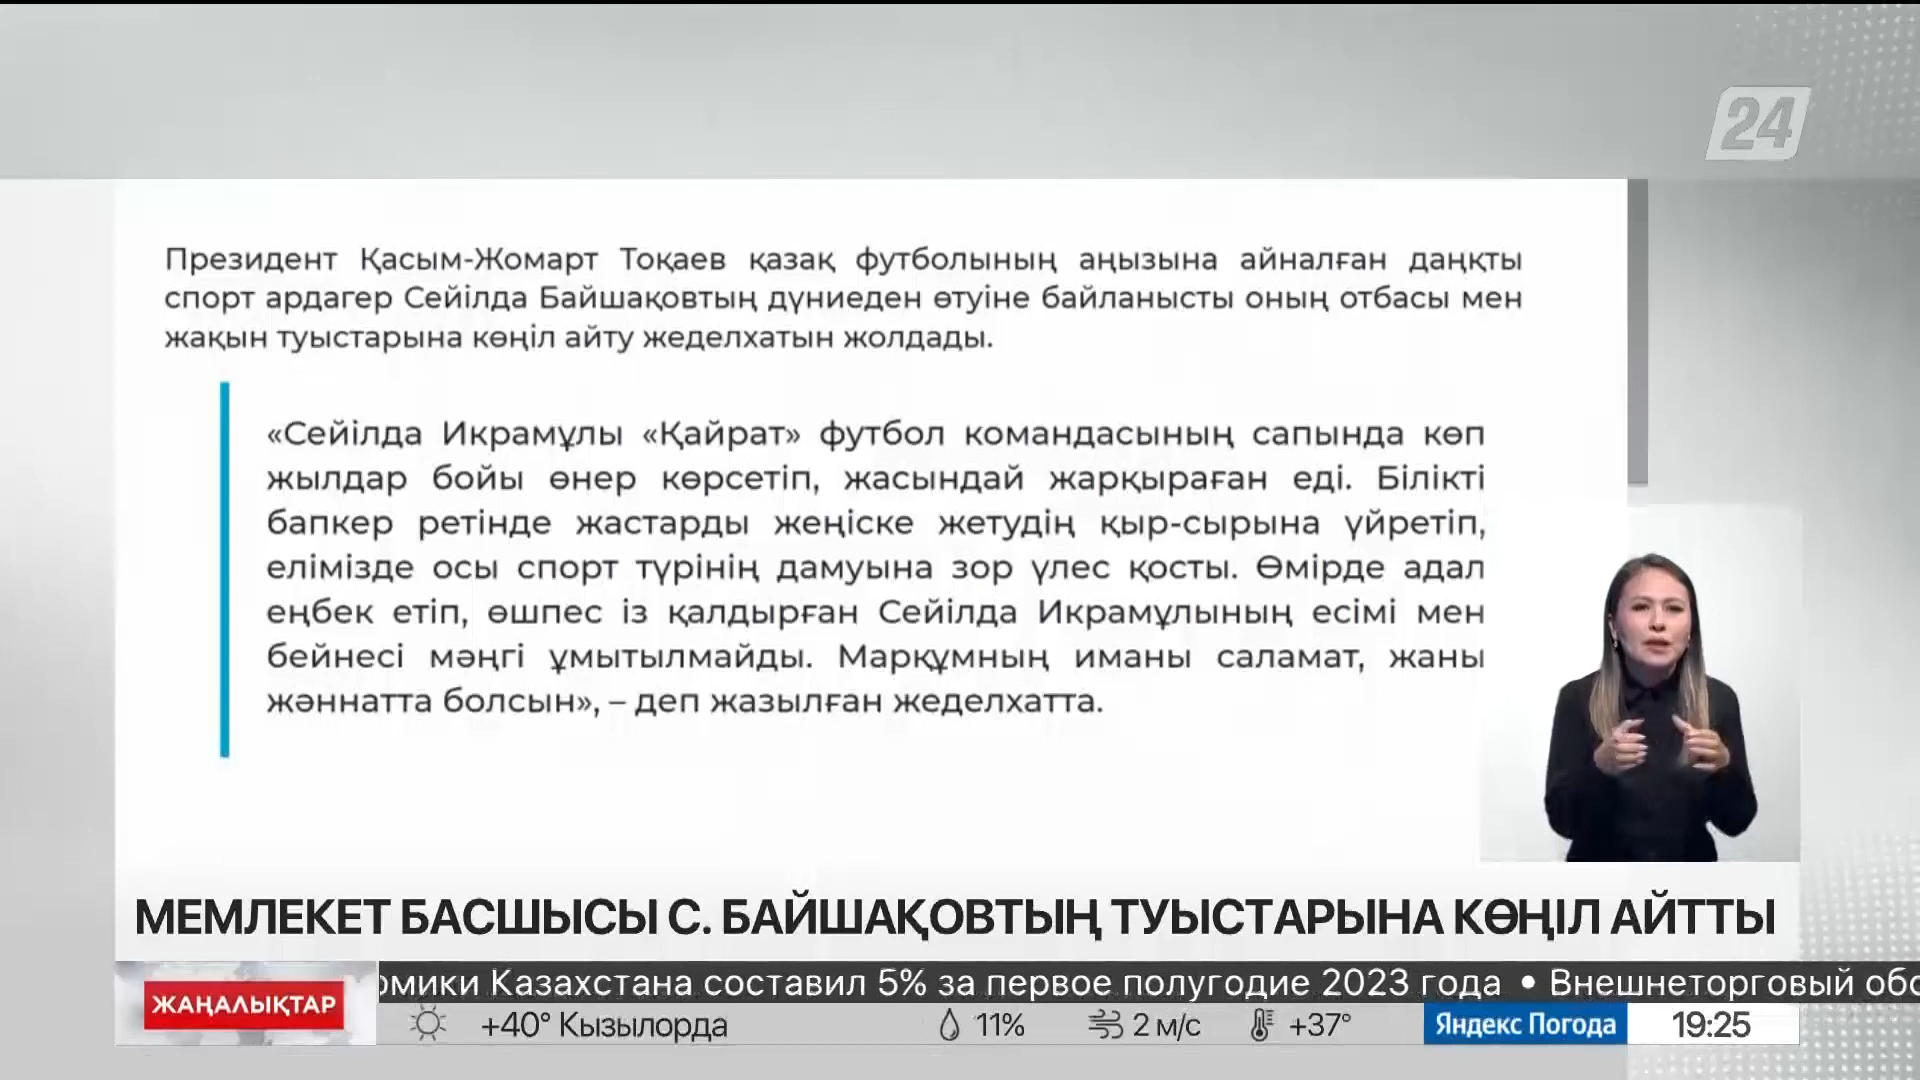 24
Президент Қасым-Жомарт Тоқаев қазақ футболының аңызына айналған даңқты
спорт ардагер Сейілда Байшақовтың дүниеден өтуіне байланысты оның отбасы мен
жақын туыстарына көңіл айту жеделхатын жолдады.
«Сейілда Икрамұлы «Қайрат» футбол командасының сапында көп
жылдар бойы өнер көрсетіп, жасындай жарқыраған еді. Білікті
бапкер ретінде жастарды жеңіске жетудің қыр-сырына үйретіп,
елімізде осы спорт түрінің дамуына зор үлес қосты. Өмірде адал
еңбек етіп, өшпес із қалдырған Сейілда Икрамұлының есімі мен
бейнесі мәңгі ұмытылмайды. Марқұмның иманы саламат, жаны
жәннатта болсын», – деп жазылған жеделхатта.
МЕМЛЕКЕТ БАСШЫСЫ С. БАЙШАҚОВТЫҢ ТУЫСТАРЫНА КӨҢІЛ АЙТТЫ
ЖАҢАЛЫҚТАР
Казахстана составил 5% за первое полугодие 2023 года • Внешнеторговый
+40° Кызылорда 11% 2 м/с +37° Яндекс Погода 19:25